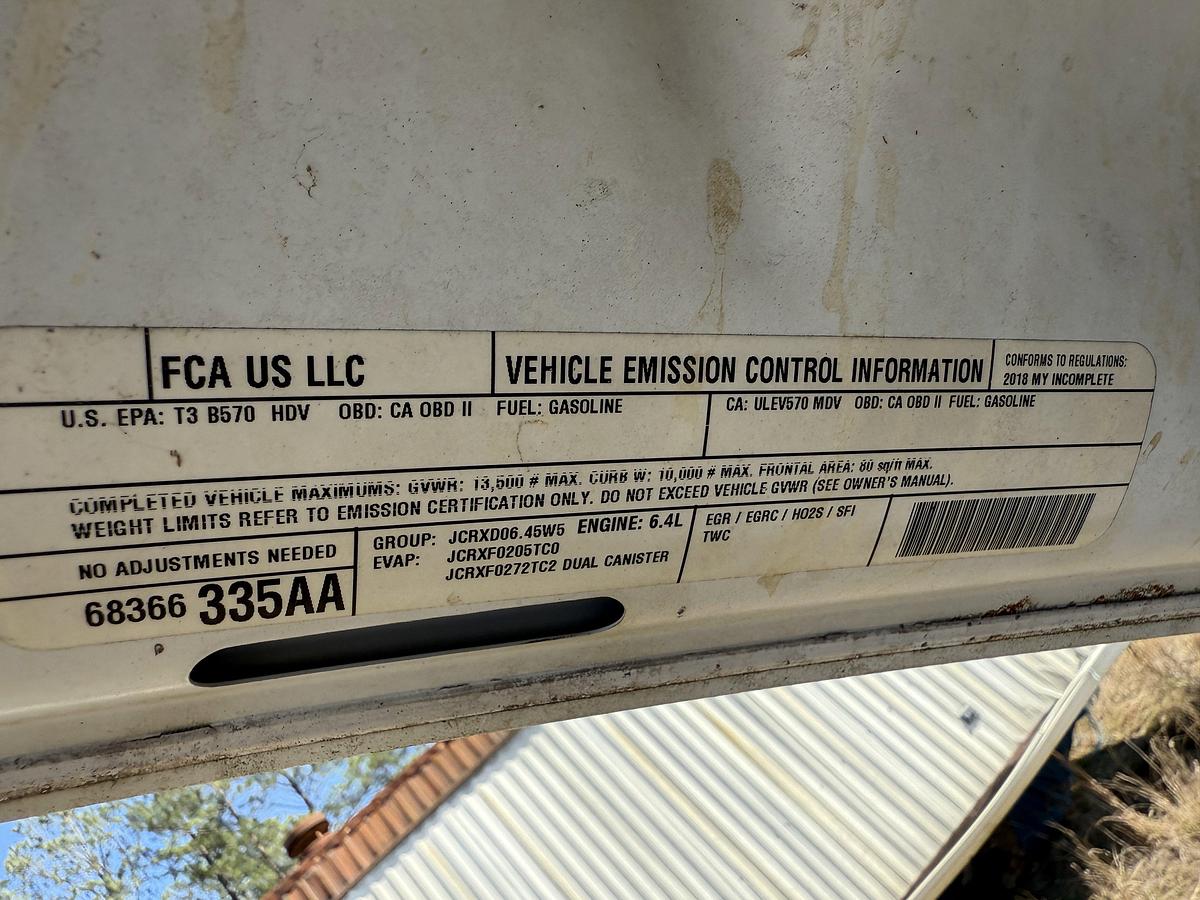 FCA US LLC
VEHICLE EMISSION CONTROL INFORMATION
CONFORMS TO REGULATIONS:
2018 MY INCOMPLETE
U.S. EPA: T3 B570 HDV OBD: CA OBD II FUEL: GASOLINE
CA: ULEV570 MDV OBD: CA OBD II FUEL: GASOLINE
COMPLETED VEHICLE MAXIMUMS: GVWR: 13,500 # MAX. CURB W: 10,000 # MAX. FRONTAL AREA: 80 sq/ft MAX.
WEIGHT LIMITS REFER TO EMISSION CERTIFICATION ONLY. DO NOT EXCEED VEHICLE GVWR (SEE OWNER'S MANUAL).
NO ADJUSTMENTS NEEDED
68366 335AA
GROUP: JCRXD06.45W5 ENGINE: 6.4L
EVAP: JCRXF0205TC0
JCRXF0272TC2 DUAL CANISTER
EGR / EGRC / HO2S / SFI
TWC